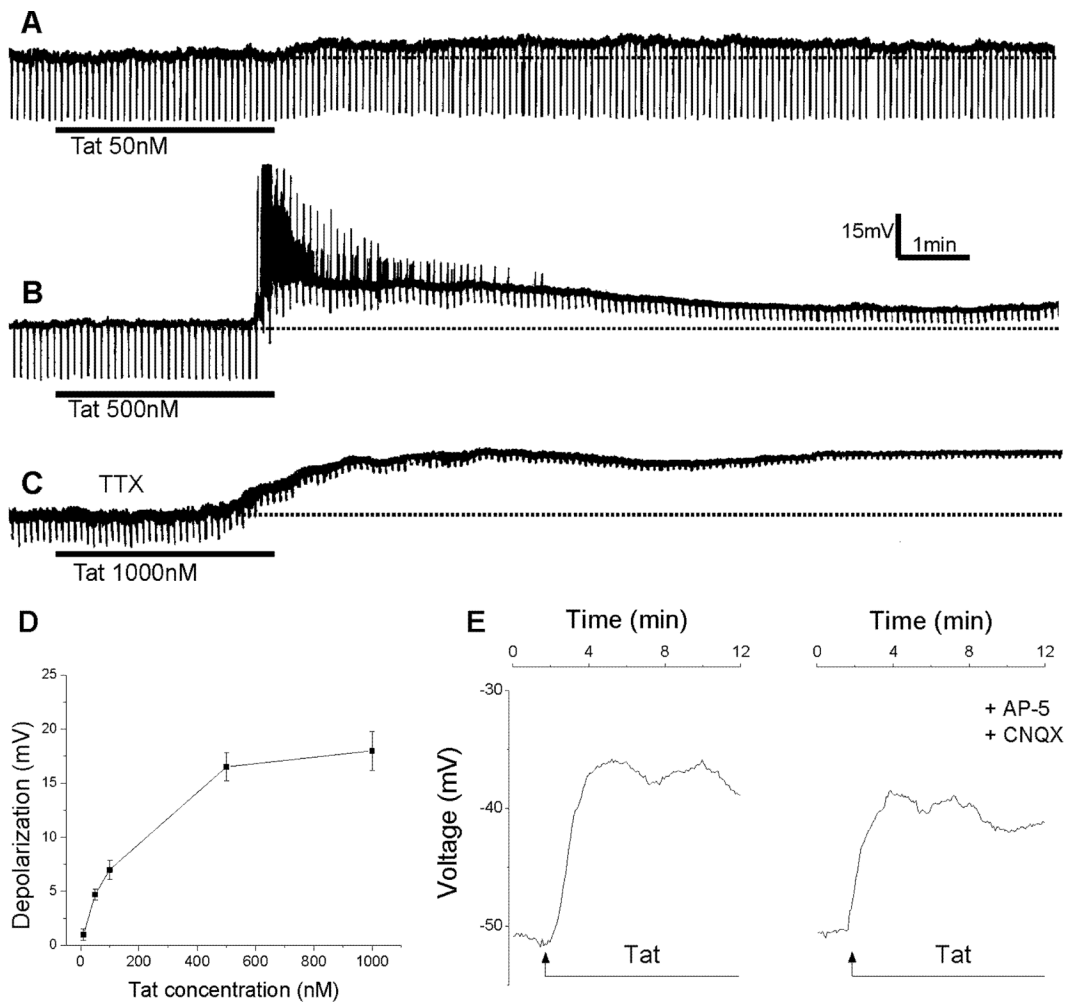 A
Tat 50nM
15mV
1min
B
Tat 500nM
C
TTX
Tat 1000nM
D
Depolarization (mV)
25
20
15
10
5
0
0 200 400 600 800 1000
Tat concentration (nM)
E
Time (min)
0 4 8 12
Time (min)
0 4 8 12
Voltage (mV)
-30
-40
-50
+ AP-5
+ CNQX
Tat
Tat